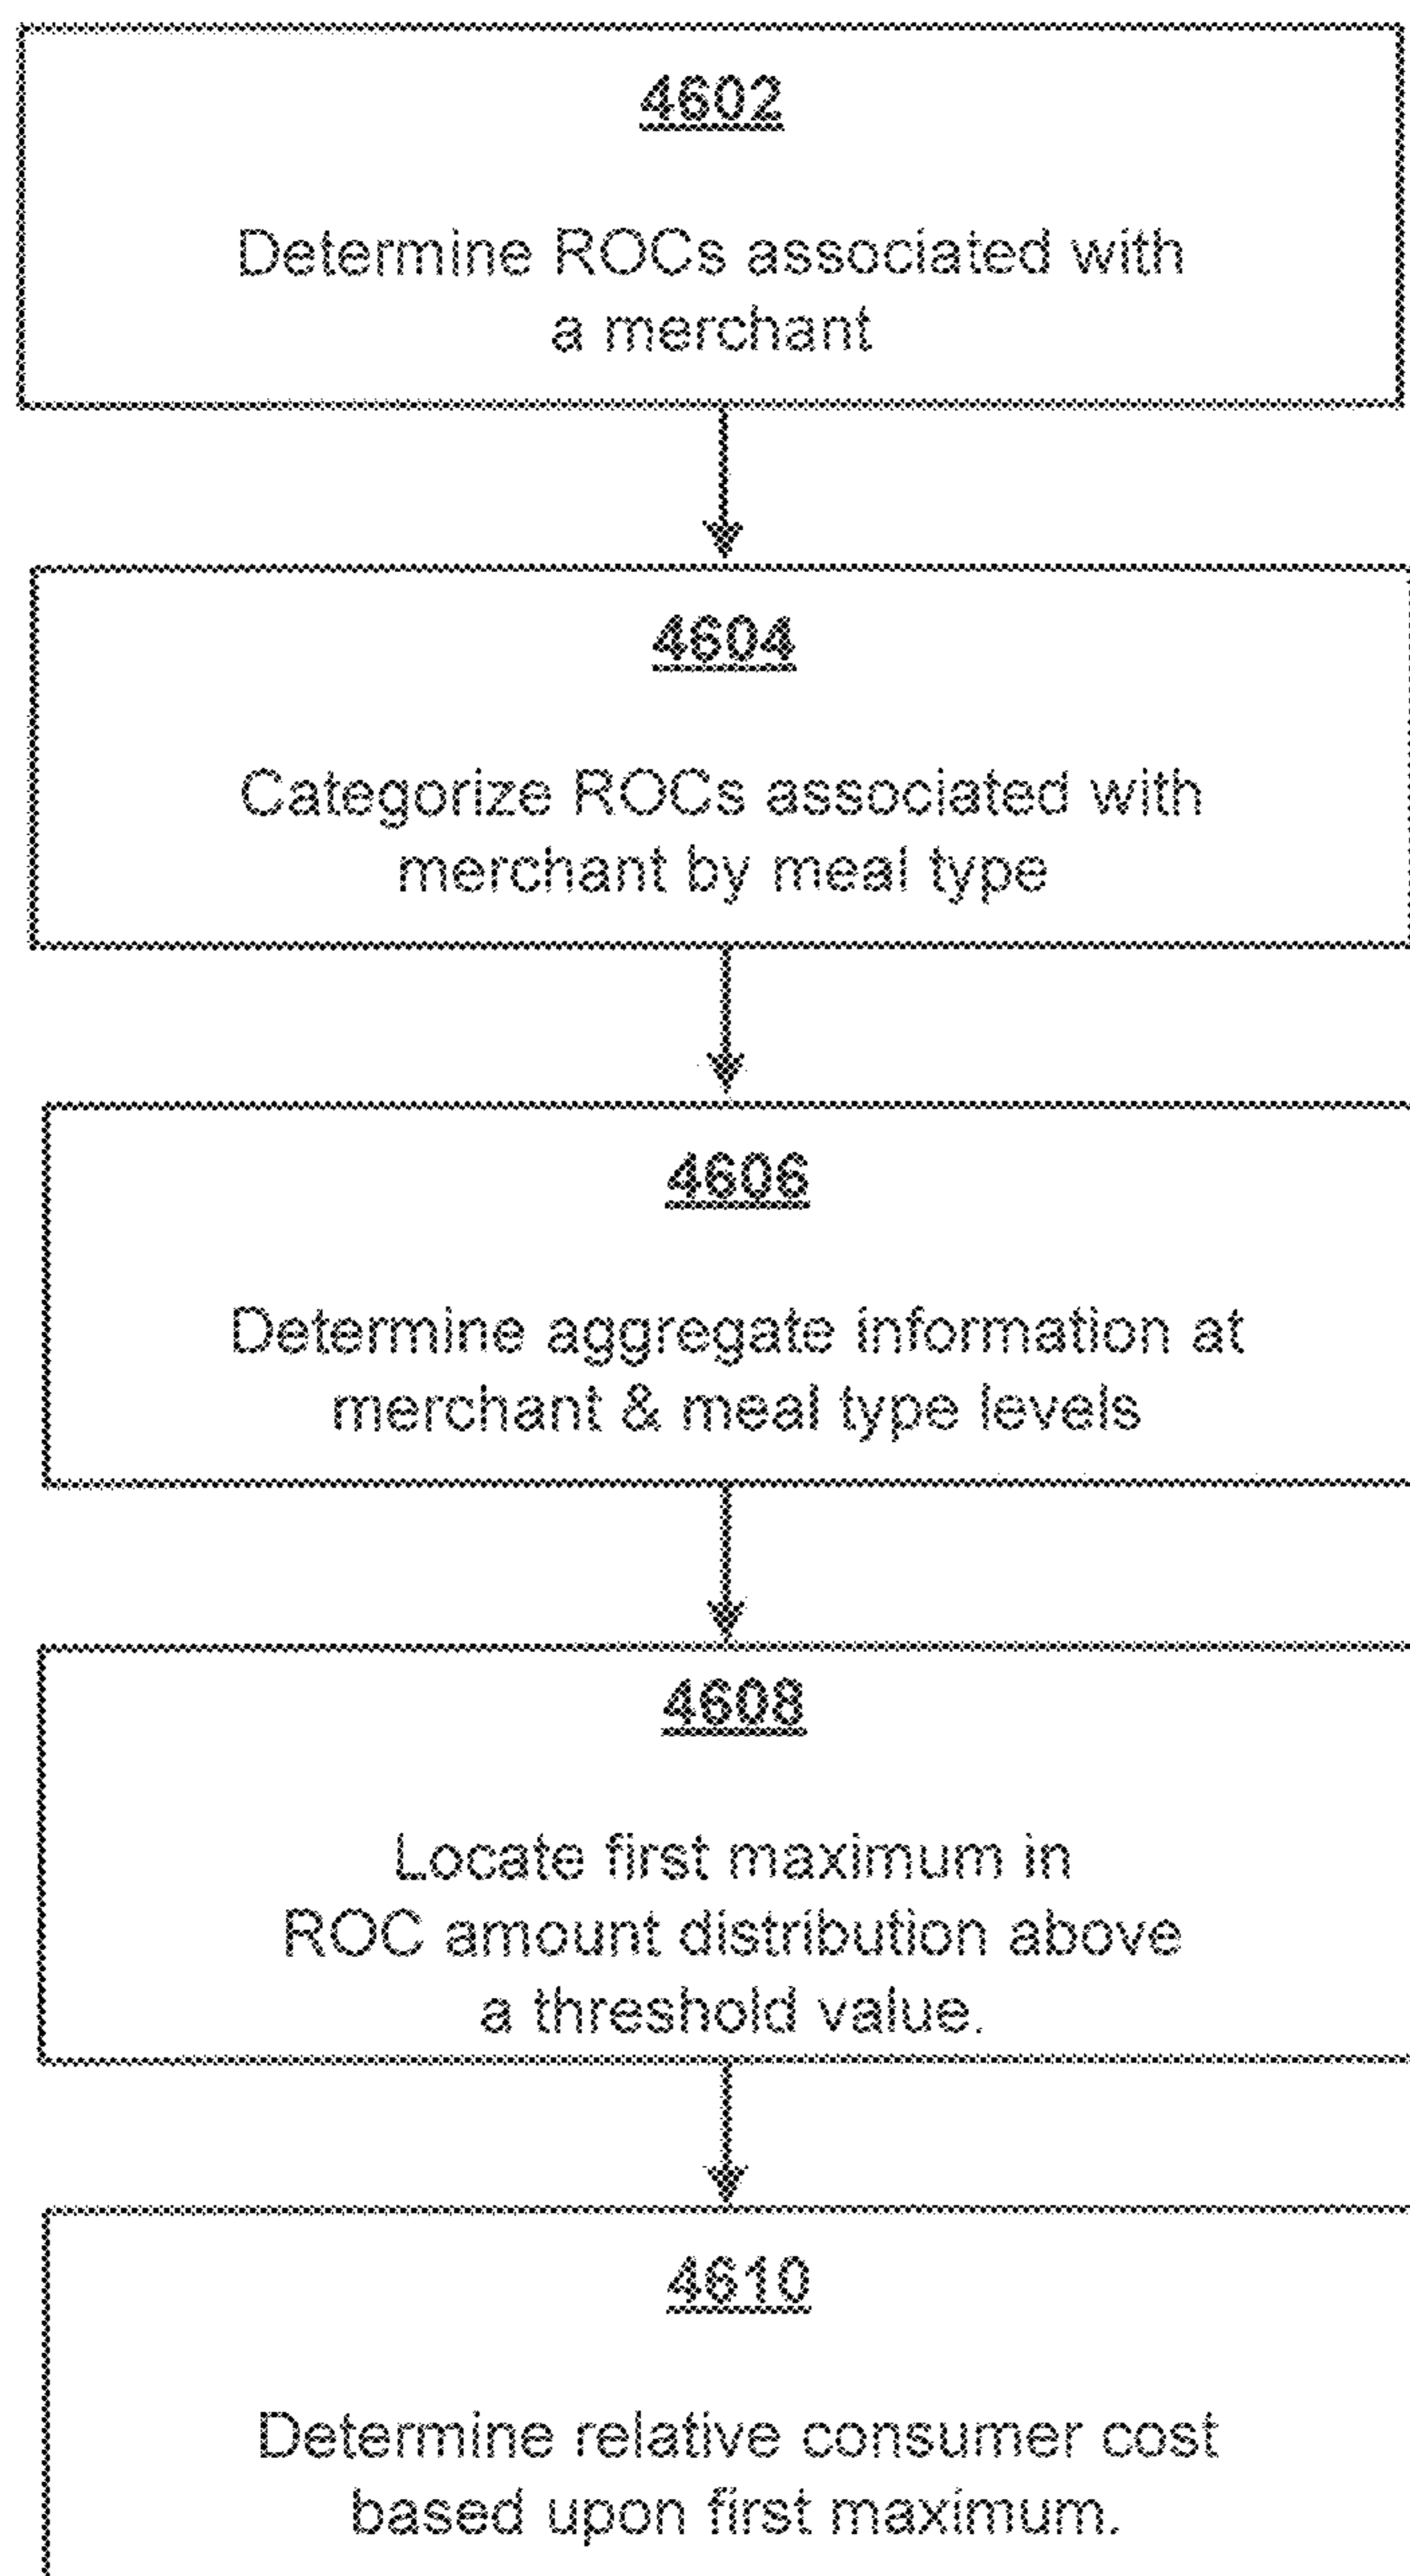 4602
Determine ROCs associated with
a merchant
4604
Categorize ROCs associated with
merchant by meal type
4606
Determine aggregate information at
merchant & meal type levels
4608
Locate first maximum in
ROC amount distribution above
a threshold value.
4610
Determine relative consumer cost
based upon first maximum.